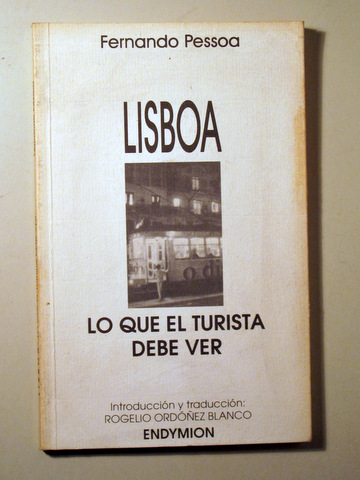 Fernando Pessoa
LISBOA
LO QUE EL TURISTA
DEBE VER
Introducción y traducción:
ROGELIO ORDÓÑEZ BLANCO
ENDYMION